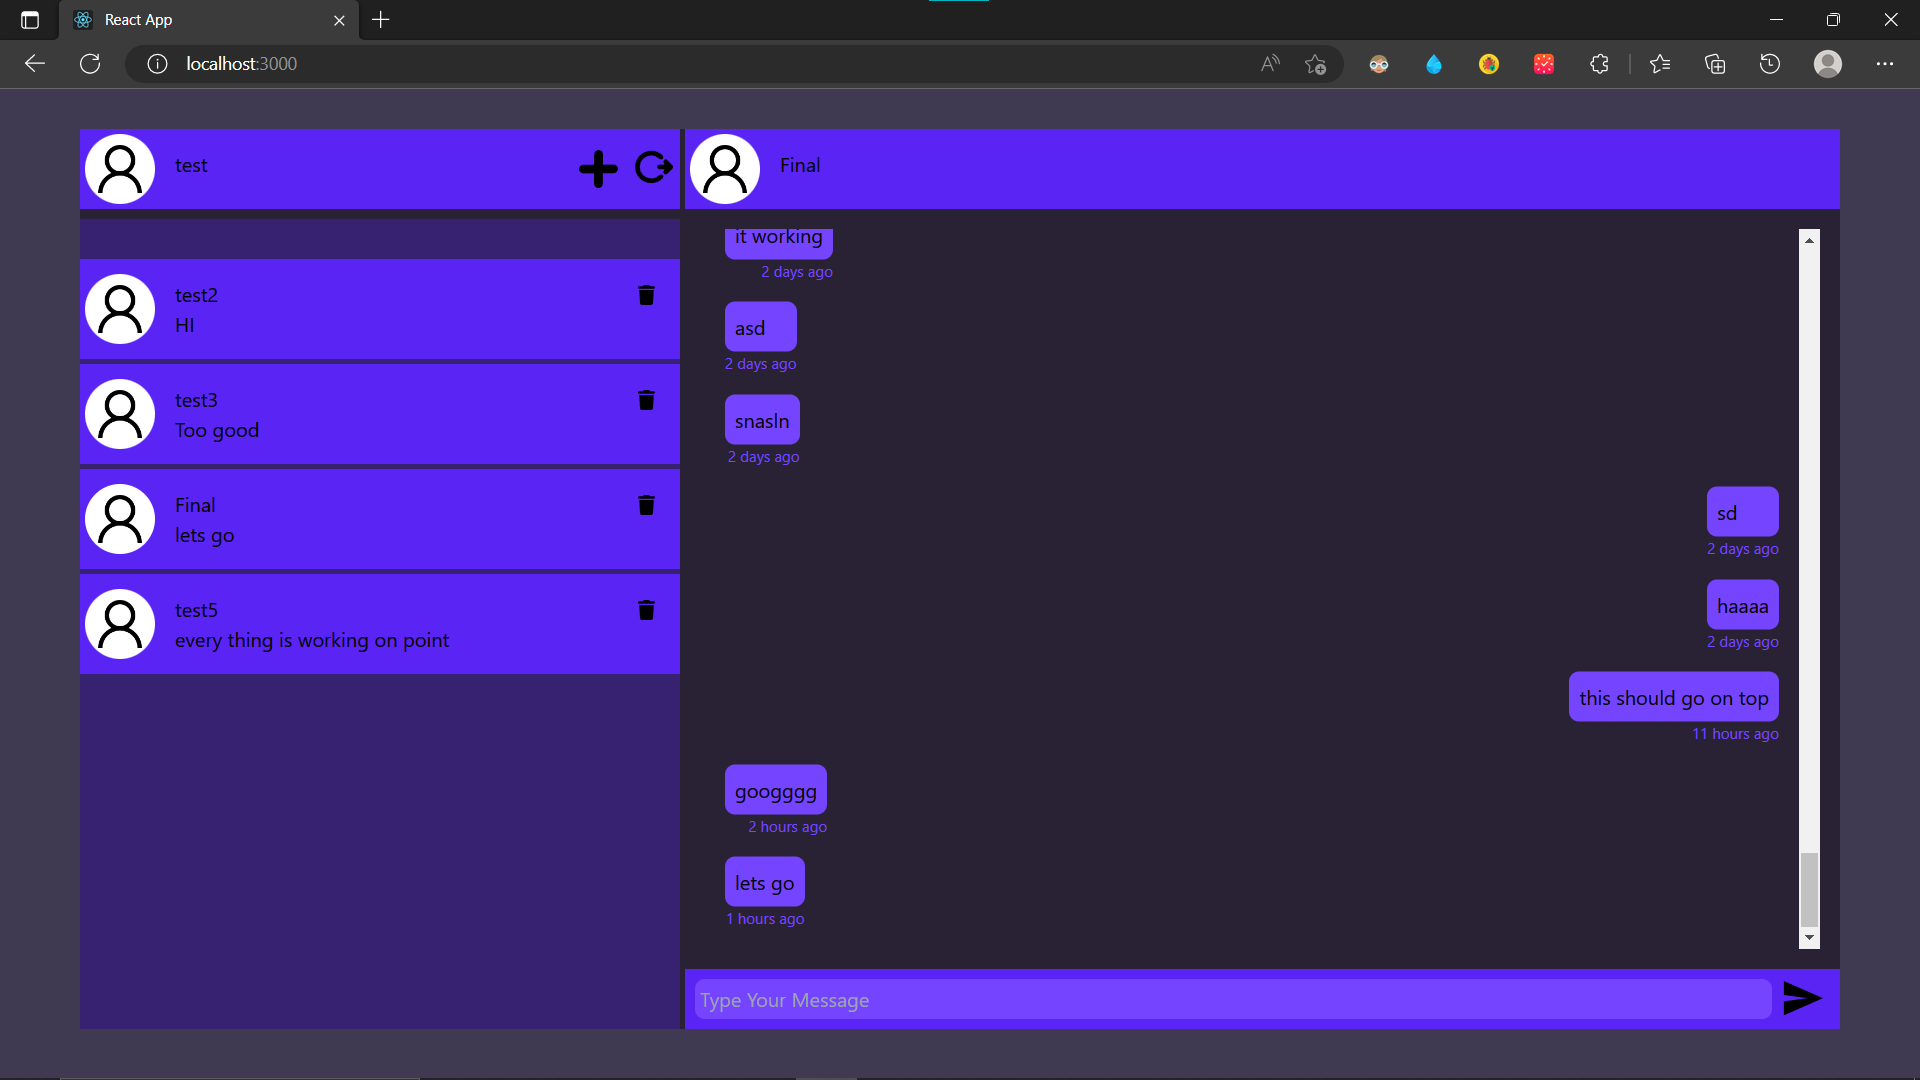 React App
localhost:3000
test
Final
test2
HI
test3
Too good
Final
lets go
test5
every thing is working on point
it working
2 days ago
asd
2 days ago
snasln
2 days ago
sd
2 days ago
haaaa
2 days ago
this should go on top
11 hours ago
googggg
2 hours ago
lets go
1 hours ago
Type Your Message